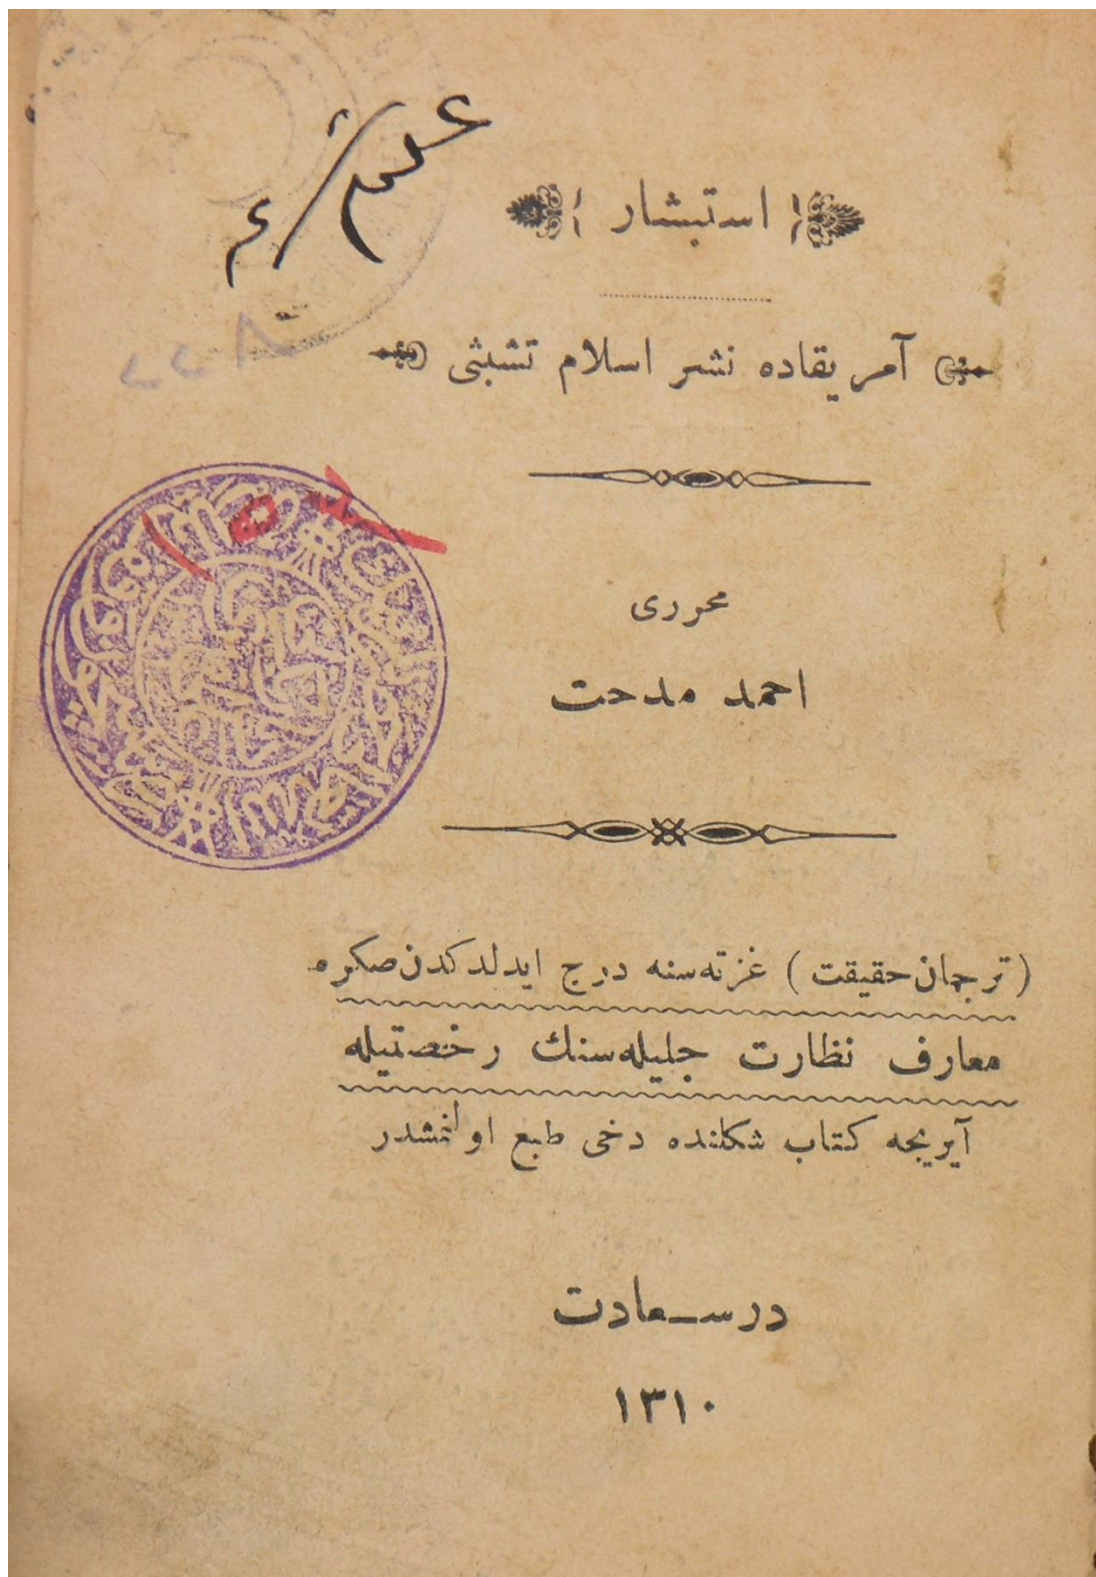 استبشار
آمریقاده نشر اسلام تشبثی
محرری
احمد مدحت
(ترجمان حقیقت) غزته‌سنه درج ایدلدکدن صکره
معارف نظارت جلیله‌سنك رخصتیله
آیریجه کتاب شکلنده دخی طبع اولنمشدر
درسعادت
١٣١٠